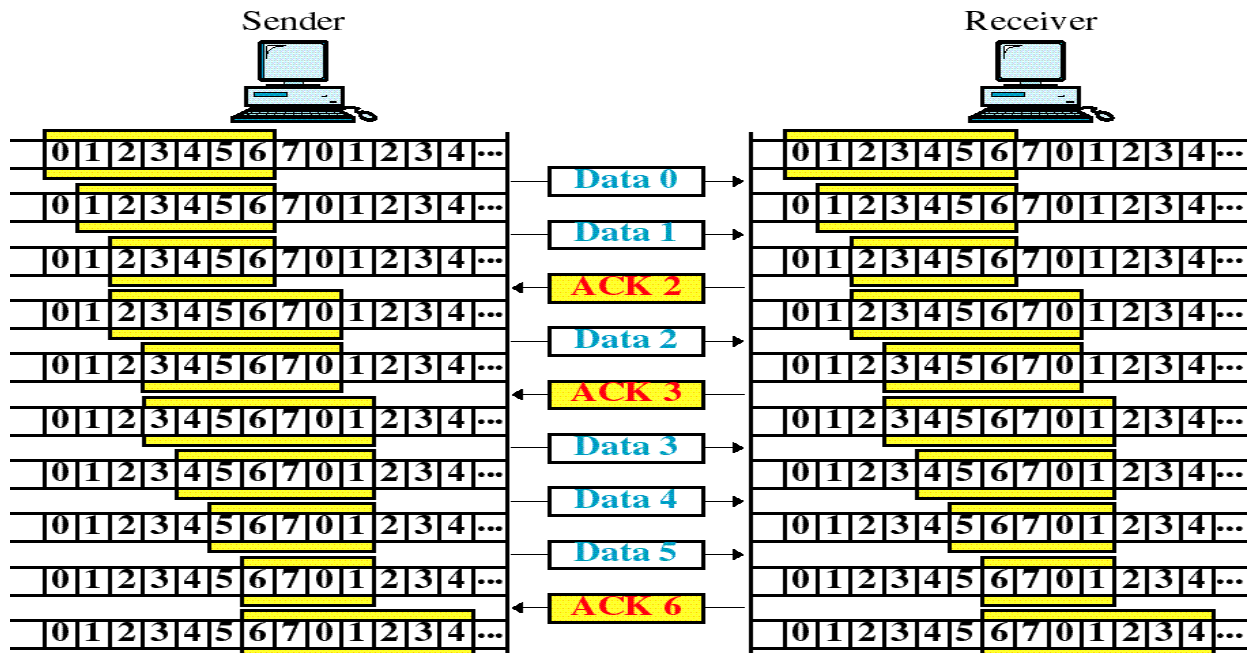 Sender Receiver
0 1 2 3 4 5 6 7 0 1 2 3 4 ... 0 1 2 3 4 5 6 7 0 1 2 3 4 ...
Data 0
0 1 2 3 4 5 6 7 0 1 2 3 4 ... 0 1 2 3 4 5 6 7 0 1 2 3 4 ...
Data 1
0 1 2 3 4 5 6 7 0 1 2 3 4 ... 0 1 2 3 4 5 6 7 0 1 2 3 4 ...
ACK 2
0 1 2 3 4 5 6 7 0 1 2 3 4 ... 0 1 2 3 4 5 6 7 0 1 2 3 4 ...
Data 2
0 1 2 3 4 5 6 7 0 1 2 3 4 ... 0 1 2 3 4 5 6 7 0 1 2 3 4 ...
ACK 3
0 1 2 3 4 5 6 7 0 1 2 3 4 ... 0 1 2 3 4 5 6 7 0 1 2 3 4 ...
Data 3
0 1 2 3 4 5 6 7 0 1 2 3 4 ... 0 1 2 3 4 5 6 7 0 1 2 3 4 ...
Data 4
0 1 2 3 4 5 6 7 0 1 2 3 4 ... 0 1 2 3 4 5 6 7 0 1 2 3 4 ...
Data 5
0 1 2 3 4 5 6 7 0 1 2 3 4 ... 0 1 2 3 4 5 6 7 0 1 2 3 4 ...
ACK 6
0 1 2 3 4 5 6 7 0 1 2 3 4 ... 0 1 2 3 4 5 6 7 0 1 2 3 4 ...